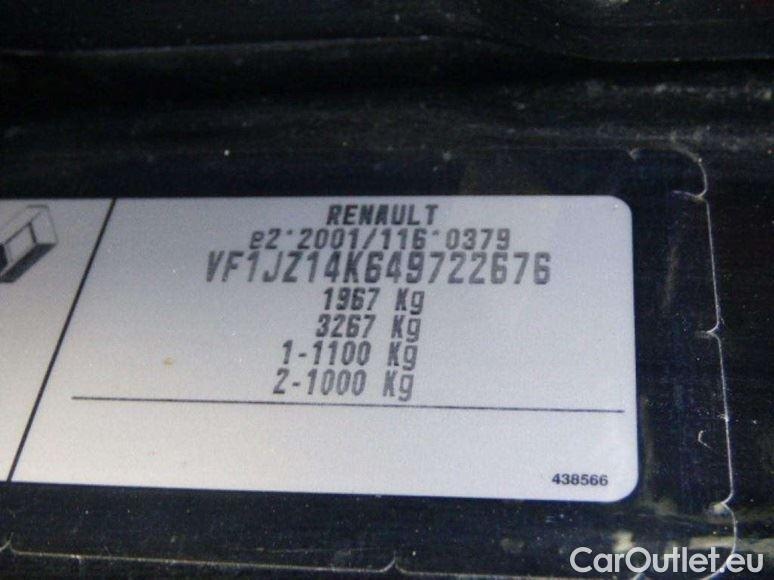 RENAULT
e2*2001/116*0379
VF1JZ14K649722676
1967 Kg
3267 Kg
1-1100 Kg
2-1000 Kg
438566
CarOutlet.eu